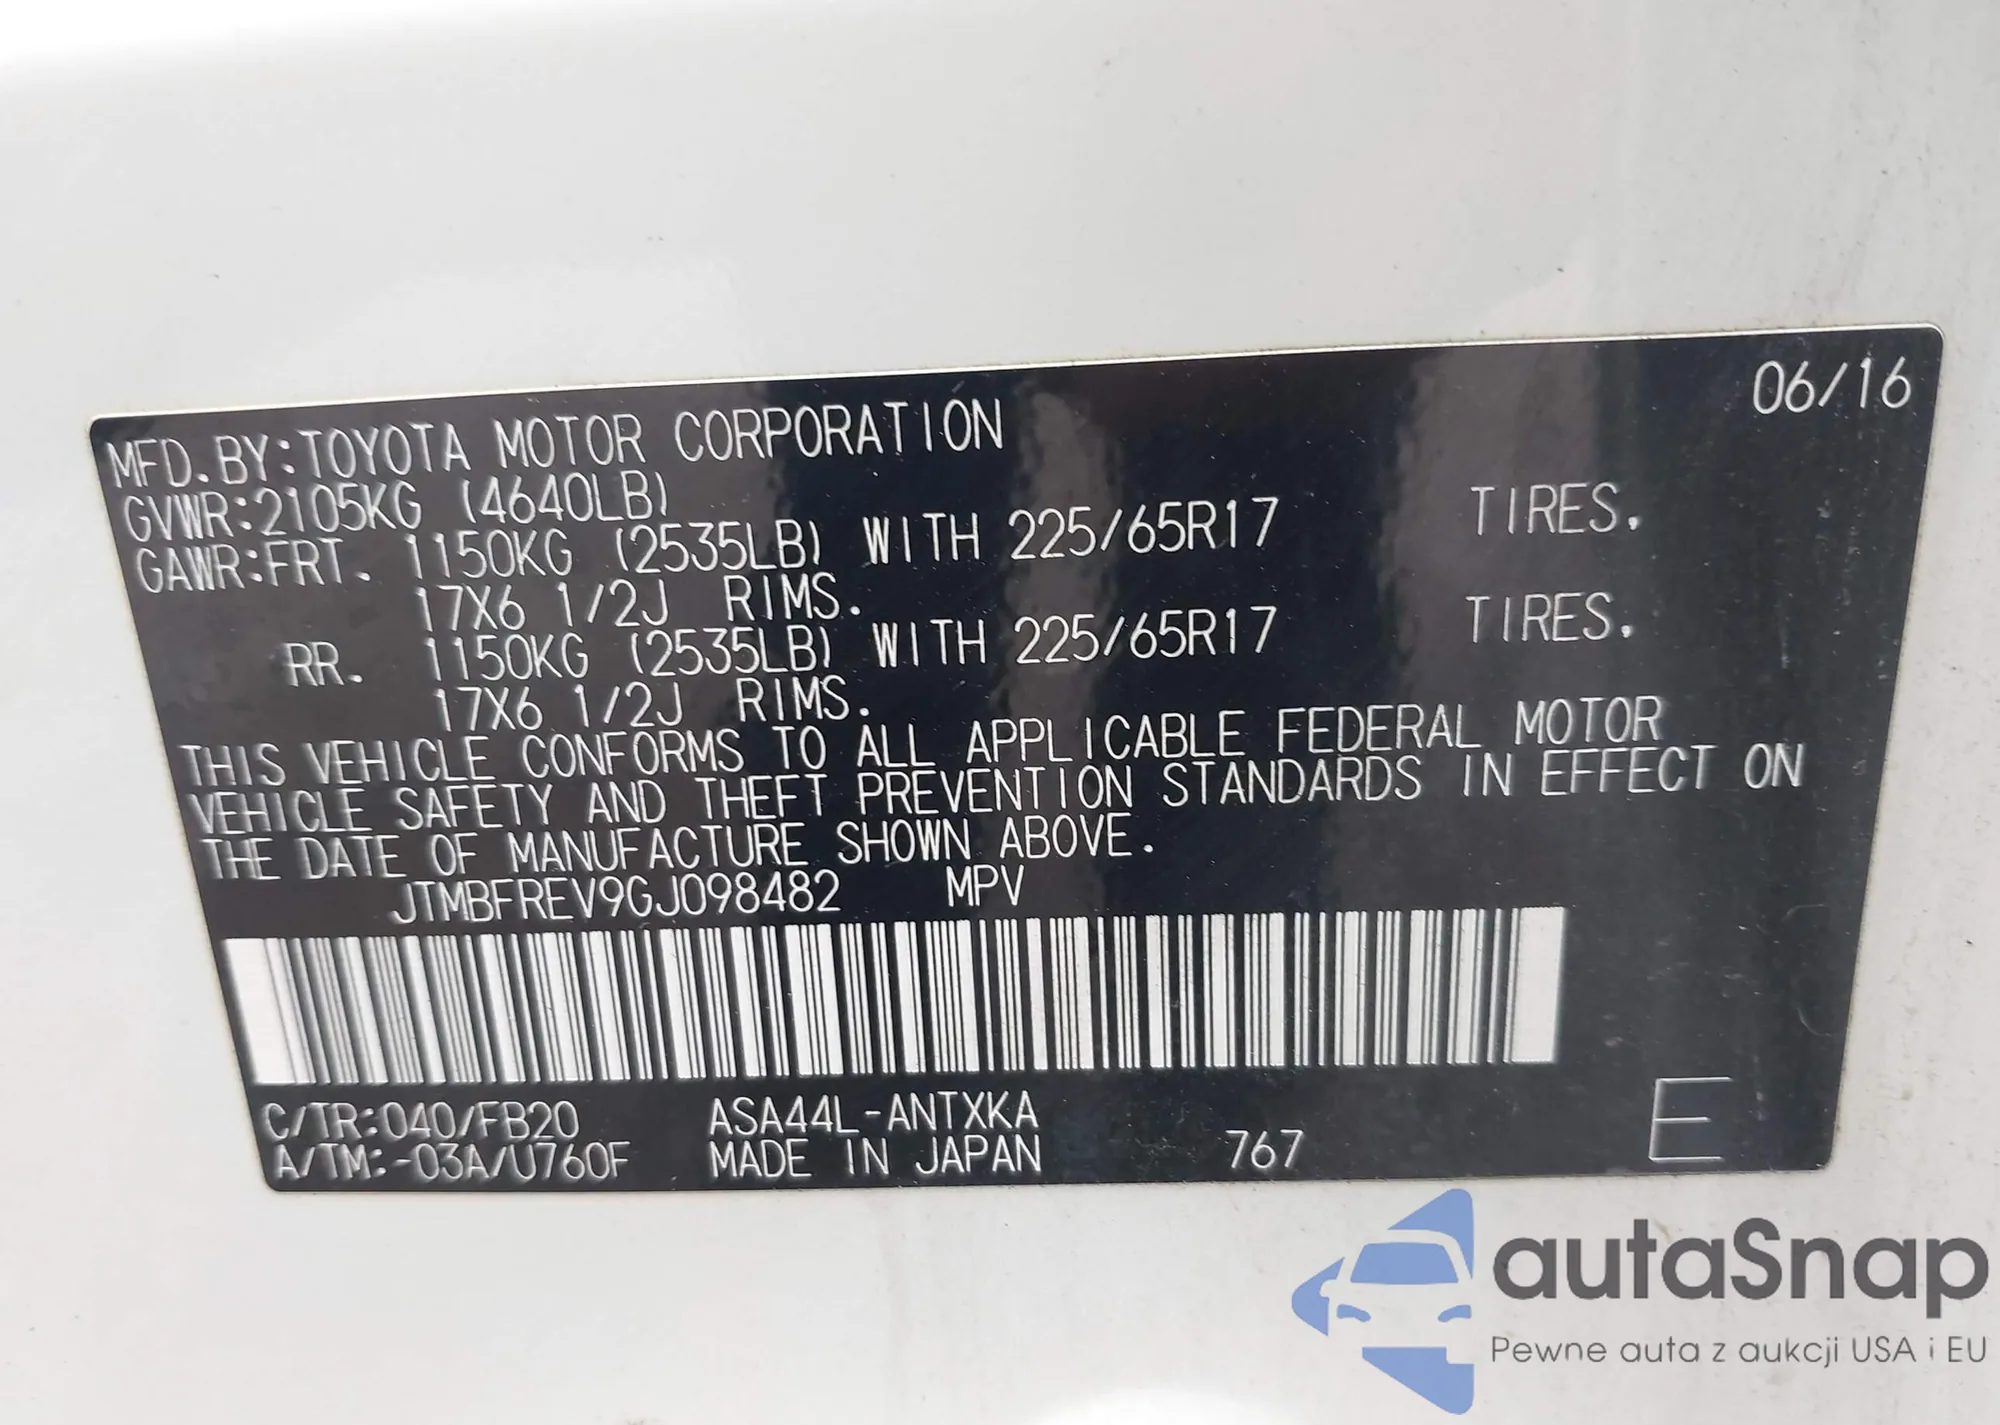 06/16
MFD. BY: TOYOTA MOTOR CORPORATION
GVWR: 2105KG (4640LB)
GAWR: FRT. 1150KG (2535LB) WITH 225/65R17 TIRES.
17X6 1/2J RIMS.
RR. 1150KG (2535LB) WITH 225/65R17 TIRES.
17X6 1/2J RIMS.
THIS VEHICLE CONFORMS TO ALL APPLICABLE FEDERAL MOTOR
VEHICLE SAFETY AND THEFT PREVENTION STANDARDS IN EFFECT ON
THE DATE OF MANUFACTURE SHOWN ABOVE.
JTMBFREV9GJ098482 MPV
C/TR: 040/FB20 ASA44L-ANTXKA
A/TM: -03A/U760F MADE IN JAPAN 767 E
autaSnap
Pewne auta z aukcji USA i EU